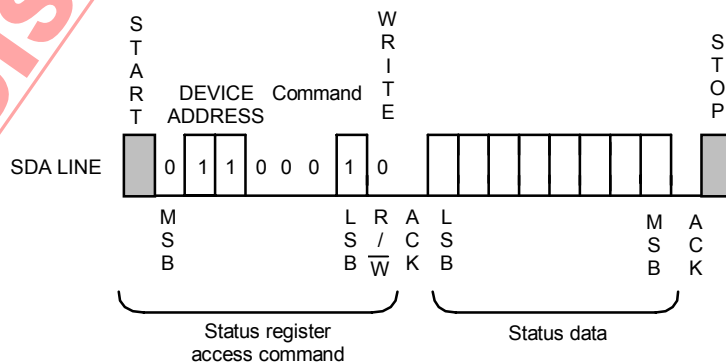 START
WRITE
STOP
DEVICE Command
ADDRESS
SDA LINE
0 1 1 0 0 0 1 0
MSB
LSB
R/W
ACK
LSB
MSB
ACK
Status register
access command
Status data